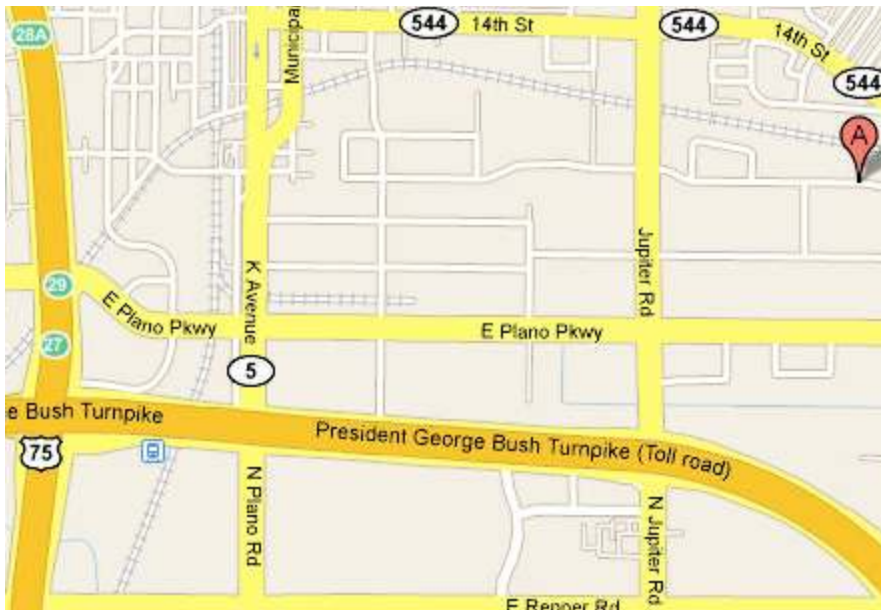 28A
544
14th St
544
14th St
544
Municipa
A
K Avenue
Jupiter Rd
29
E Plano Pkwy
E Plano Pkwy
27
5
e Bush Turnpike
President George Bush Turnpike (Toll road)
75
N Plano Rd
N Jupiter Rd
E Renner Rd